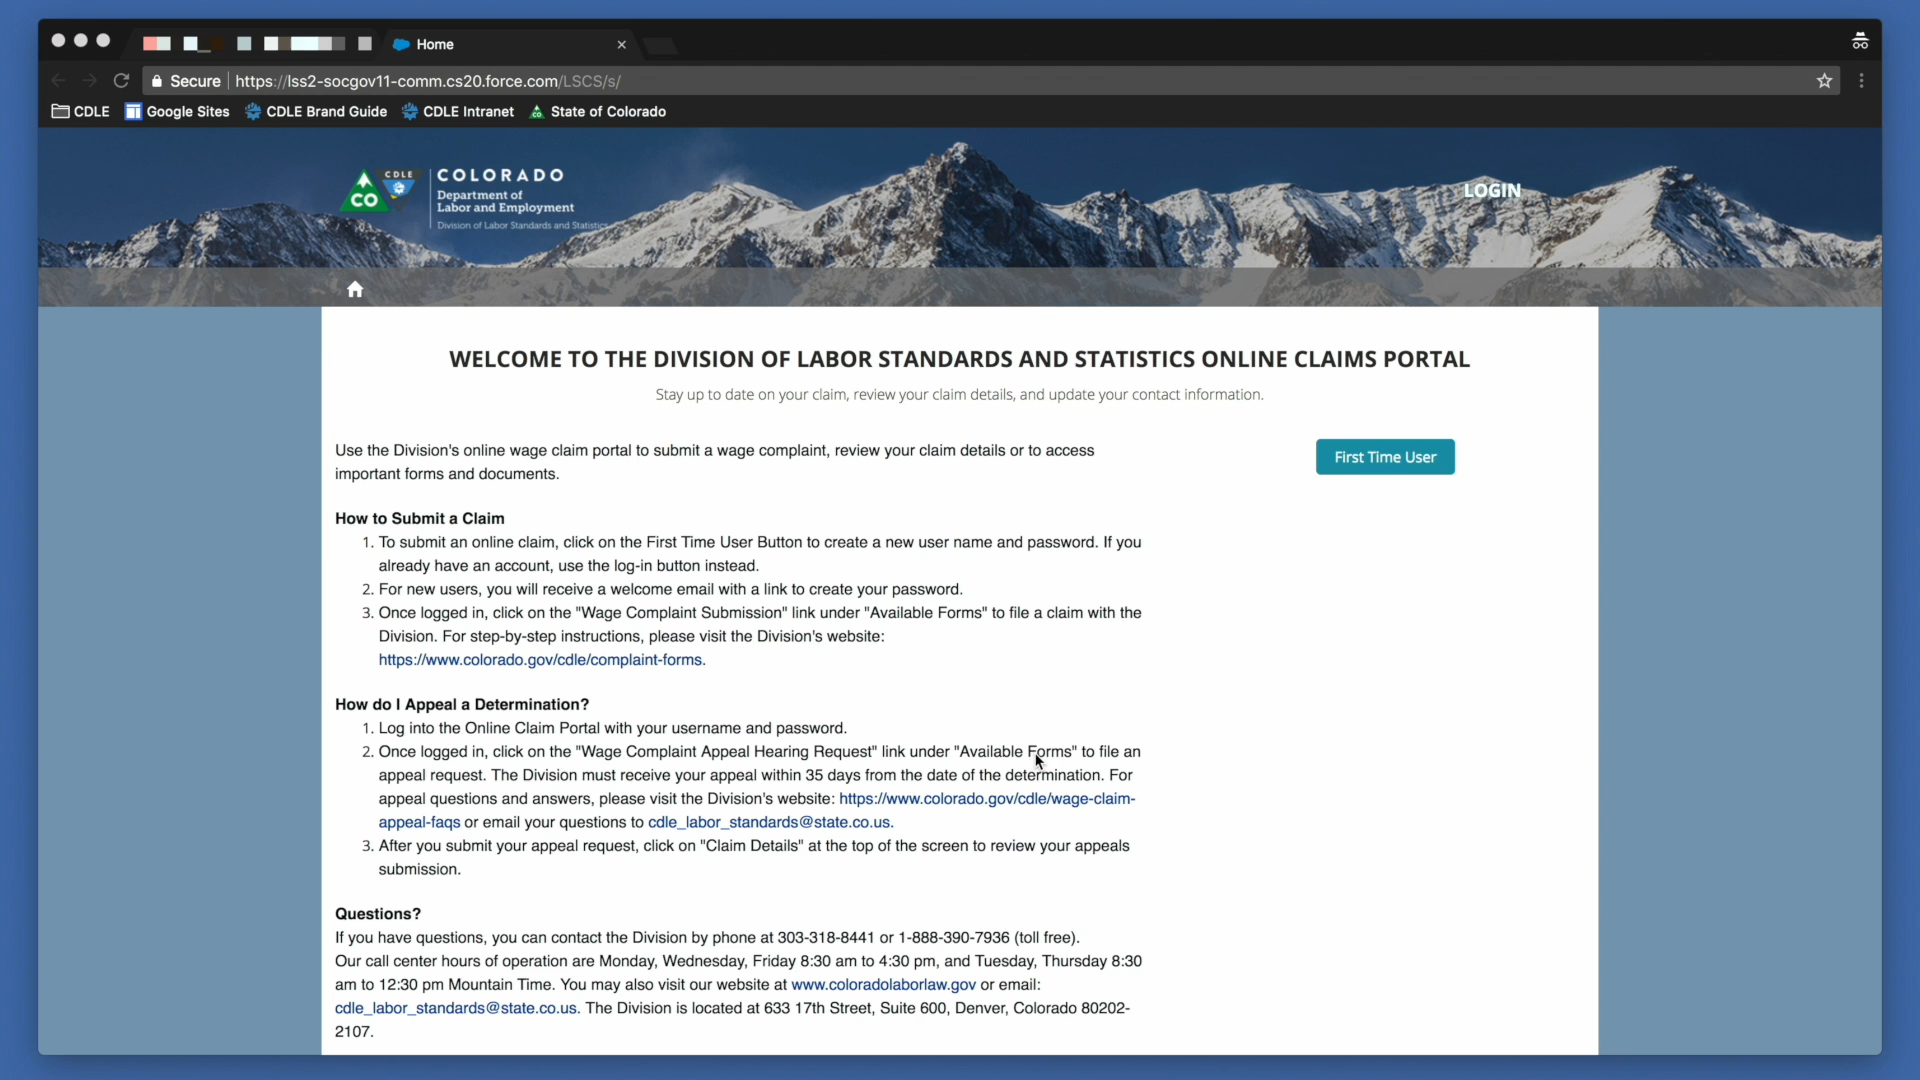 Home
Secure https://lss2-socgov11-comm.cs20.force.com/LSCS/s/
CDLE Google Sites CDLE Brand Guide CDLE Intranet State of Colorado
CO CDLE
COLORADO
Department of
Labor and Employment
Division of Labor Standards and Statistics
LOGIN
WELCOME TO THE DIVISION OF LABOR STANDARDS AND STATISTICS ONLINE CLAIMS PORTAL
Stay up to date on your claim, review your claim details, and update your contact information.
Use the Division's online wage claim portal to submit a wage complaint, review your claim details or to access
important forms and documents.
First Time User
How to Submit a Claim
1. To submit an online claim, click on the First Time User Button to create a new user name and password. If you
already have an account, use the log-in button instead.
2. For new users, you will receive a welcome email with a link to create your password.
3. Once logged in, click on the "Wage Complaint Submission" link under "Available Forms" to file a claim with the
Division. For step-by-step instructions, please visit the Division's website:
https://www.colorado.gov/cdle/complaint-forms.
How do I Appeal a Determination?
1. Log into the Online Claim Portal with your username and password.
2. Once logged in, click on the "Wage Complaint Appeal Hearing Request" link under "Available Forms" to file an
appeal request. The Division must receive your appeal within 35 days from the date of the determination. For
appeal questions and answers, please visit the Division's website: https://www.colorado.gov/cdle/wage-claim-
appeal-faqs or email your questions to cdle_labor_standards@state.co.us.
3. After you submit your appeal request, click on "Claim Details" at the top of the screen to review your appeals
submission.
Questions?
If you have questions, you can contact the Division by phone at 303-318-8441 or 1-888-390-7936 (toll free).
Our call center hours of operation are Monday, Wednesday, Friday 8:30 am to 4:30 pm, and Tuesday, Thursday 8:30
am to 12:30 pm Mountain Time. You may also visit our website at www.coloradolaborlaw.gov or email:
cdle_labor_standards@state.co.us. The Division is located at 633 17th Street, Suite 600, Denver, Colorado 80202-
2107.